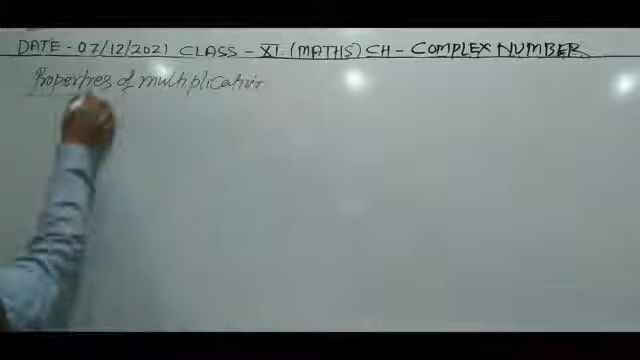 DATE - 07/12/2021 CLASS - XI (MATHS) CH - COMPLEX NUMBER
Properties of multiplication